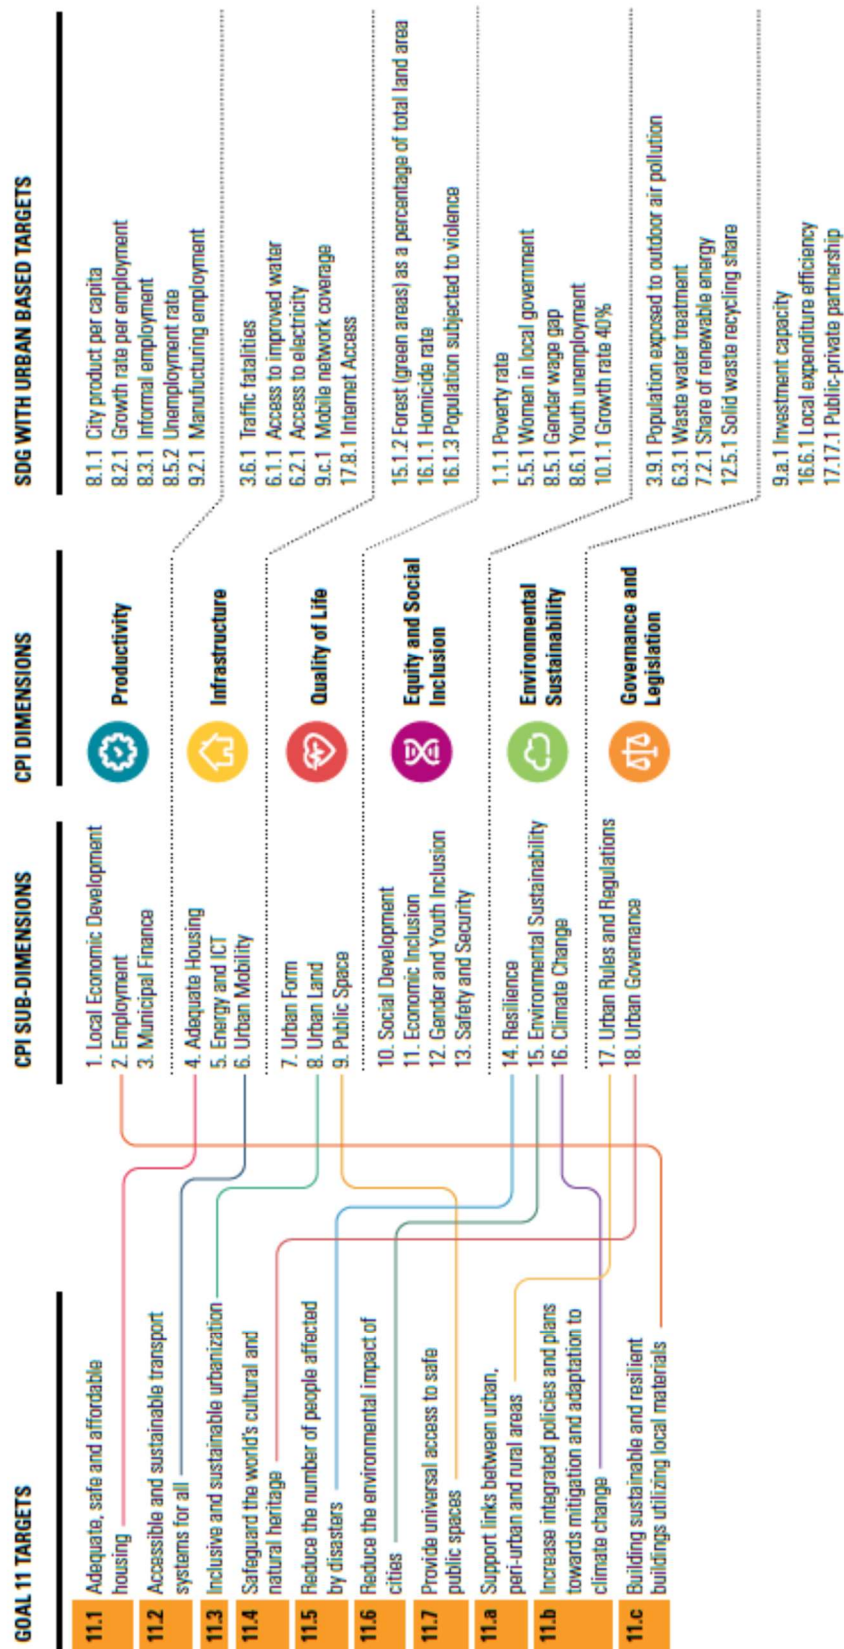 GOAL 11 TARGETS
11.1 Adequate, safe and affordable
housing
11.2 Accessible and sustainable transport
systems for all
11.3 Inclusive and sustainable urbanization
11.4 Safeguard the world's cultural and
natural heritage
11.5 Reduce the number of people affected
by disasters
11.6 Reduce the environmental impact of
cities
11.7 Provide universal access to safe
public spaces
11.a Support links between urban,
peri-urban and rural areas
11.b Increase integrated policies and plans
towards mitigation and adaptation to
climate change
11.c Building sustainable and resilient
buildings utilizing local materials
CPI SUB-DIMENSIONS
1. Local Economic Development
2. Employment
3. Municipal Finance
4. Adequate Housing
5. Energy and ICT
6. Urban Mobility
7. Urban Form
8. Urban Land
9. Public Space
10. Social Development
11. Economic Inclusion
12. Gender and Youth Inclusion
13. Safety and Security
14. Resilience
15. Environmental Sustainability
16. Climate Change
17. Urban Rules and Regulations
18. Urban Governance
CPI DIMENSIONS
Productivity
Infrastructure
Quality of Life
Equity and Social
Inclusion
Environmental
Sustainability
Governance and
Legislation
SDG WITH URBAN BASED TARGETS
8.1.1 City product per capita
8.2.1 Growth rate per employment
8.3.1 Informal employment
8.5.2 Unemployment rate
9.2.1 Manufucturing employment
3.6.1 Traffic fatalities
6.1.1 Access to improved water
6.2.1 Access to electricity
9.c.1 Mobile network coverage
17.8.1 Internet Access
15.1.2 Forest (green areas) as a percentage of total land area
16.1.1 Homicide rate
16.1.3 Population subjected to violence
1.1.1 Poverty rate
5.5.1 Women in local government
8.5.1 Gender wage gap
8.6.1 Youth unemployment
10.1.1 Growth rate 40%
3.9.1 Population exposed to outdoor air pollution
6.3.1 Waste water treatment
7.2.1 Share of renewable energy
12.5.1 Solid waste recycling share
9.a.1 Investment capacity
16.6.1 Local expenditure efficiency
17.17.1 Public-private partnership